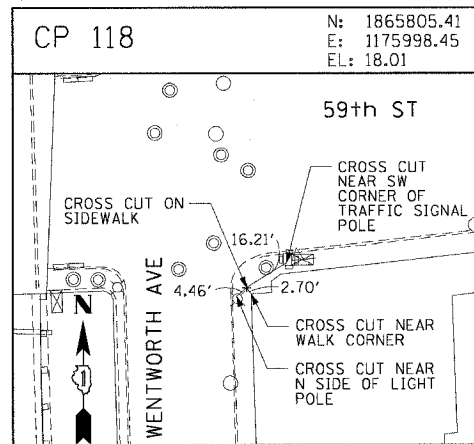 CP 118
N: 1865805.41
E: 1175998.45
EL: 18.01
59th ST
CROSS CUT
NEAR SW
CORNER OF
TRAFFIC SIGNAL
POLE
CROSS CUT ON
SIDEWALK
16.21'
4.46'
2.70'
WENTWORTH AVE
N
1
CROSS CUT NEAR
WALK CORNER
CROSS CUT NEAR
N SIDE OF LIGHT
POLE